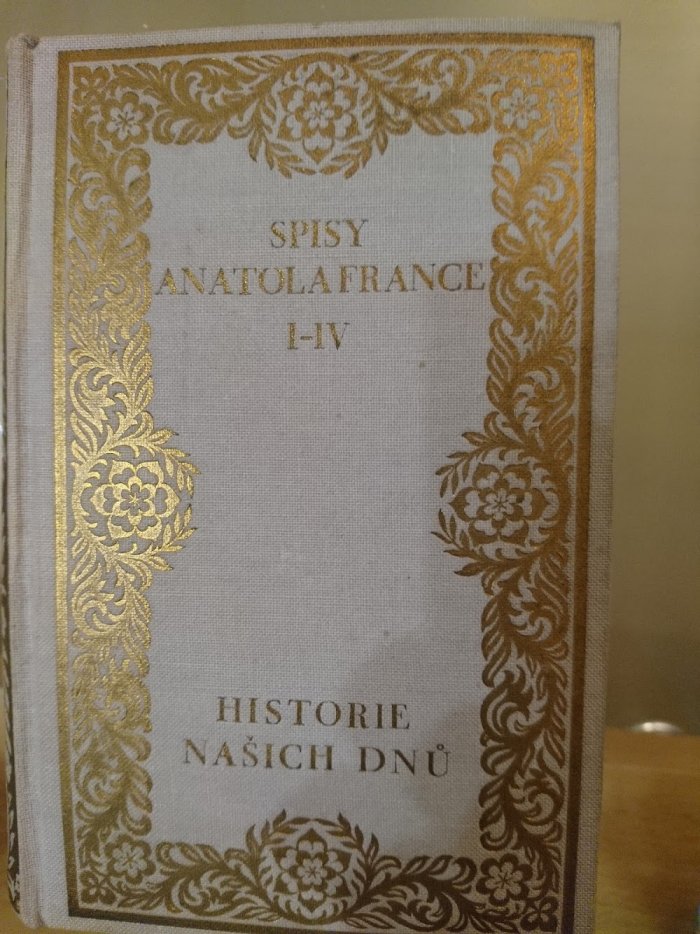 SPISY
ANATOLA FRANCE
I-IV
HISTORIE
NAŠICH DNŮ